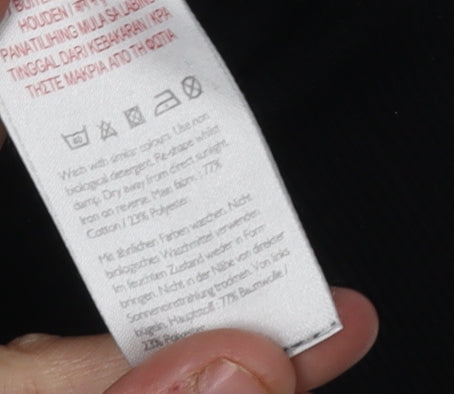 HOUDEN /
PANATILIHING MULA SA
TINGGAL DARI KEBAKARAN / KPA
ΤΗΣΤΕ ΜΑΚΡΙΑ ΑΠΟ ΤΗ ΦΩΤΙΑ
Wash with similar colours. Use non
biological detergent. Re-shape whilst
damp. Dry away from direct sunlight.
Iron on reverse. Main fabric : 77%
Cotton / 23% Polyester
Mit ähnlichen Farben waschen. Nicht
biologisches Waschmittel verwenden
Im feuchten Zustand wieder in Form
bringen. Nicht in der Nähe von direkter
Sonneneinstrahlung trocknen. Von links
bügeln. Hauptstoff : 77% Baumwolle /
23% Polyester